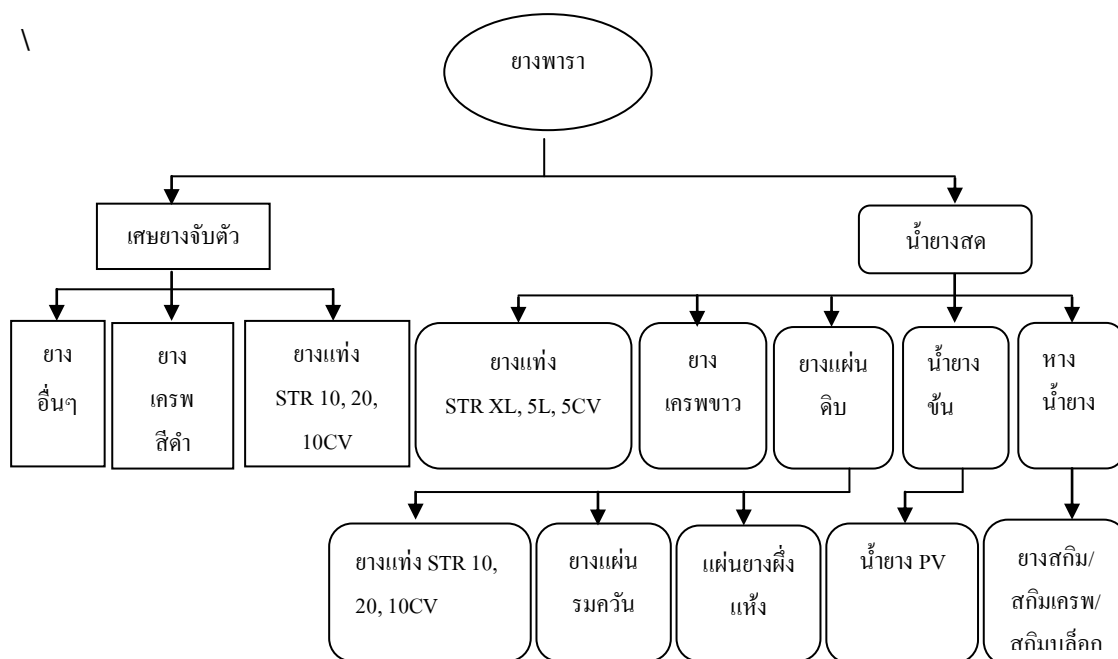 \
ยางพารา
เศษยางจับตัว
น้ำยางสด
ยาง
อื่นๆ
ยาง
เครพ
สีดำ
ยางแท่ง
STR 10, 20,
10CV
ยางแท่ง
STR XL, 5L, 5CV
ยาง
เครพขาว
ยางแผ่น
ดิบ
น้ำยาง
ข้น
หาง
น้ำยาง
ยางแท่ง STR 10,
20, 10CV
ยางแผ่น
รมควัน
แผ่นยางผึ่ง
แห้ง
น้ำยาง PV
ยางสกิม/
สกิมเครพ/
สกิมบล็อก